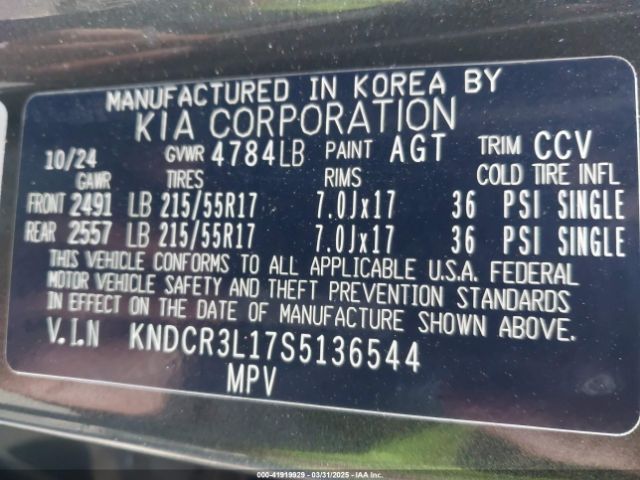 MANUFACTURED IN KOREA BY
KIA CORPORATION
10/24 GVWR 4784LB PAINT AGT TRIM CCV
GAWR TIRES RIMS COLD TIRE INFL
FRONT 2491 LB 215/55R17 7.0Jx17 36 PSI SINGLE
REAR 2557 LB 215/55R17 7.0Jx17 36 PSI SINGLE
THIS VEHICLE CONFORMS TO ALL APPLICABLE U.S.A. FEDERAL
MOTOR VEHICLE SAFETY AND THEFT PREVENTION STANDARDS
IN EFFECT ON THE DATE OF MANUFACTURE SHOWN ABOVE.
V.I.N KNDCR3L17S5136544
MPV
000-41919929 - 03/31/2025 - Copyright IAA, Inc.